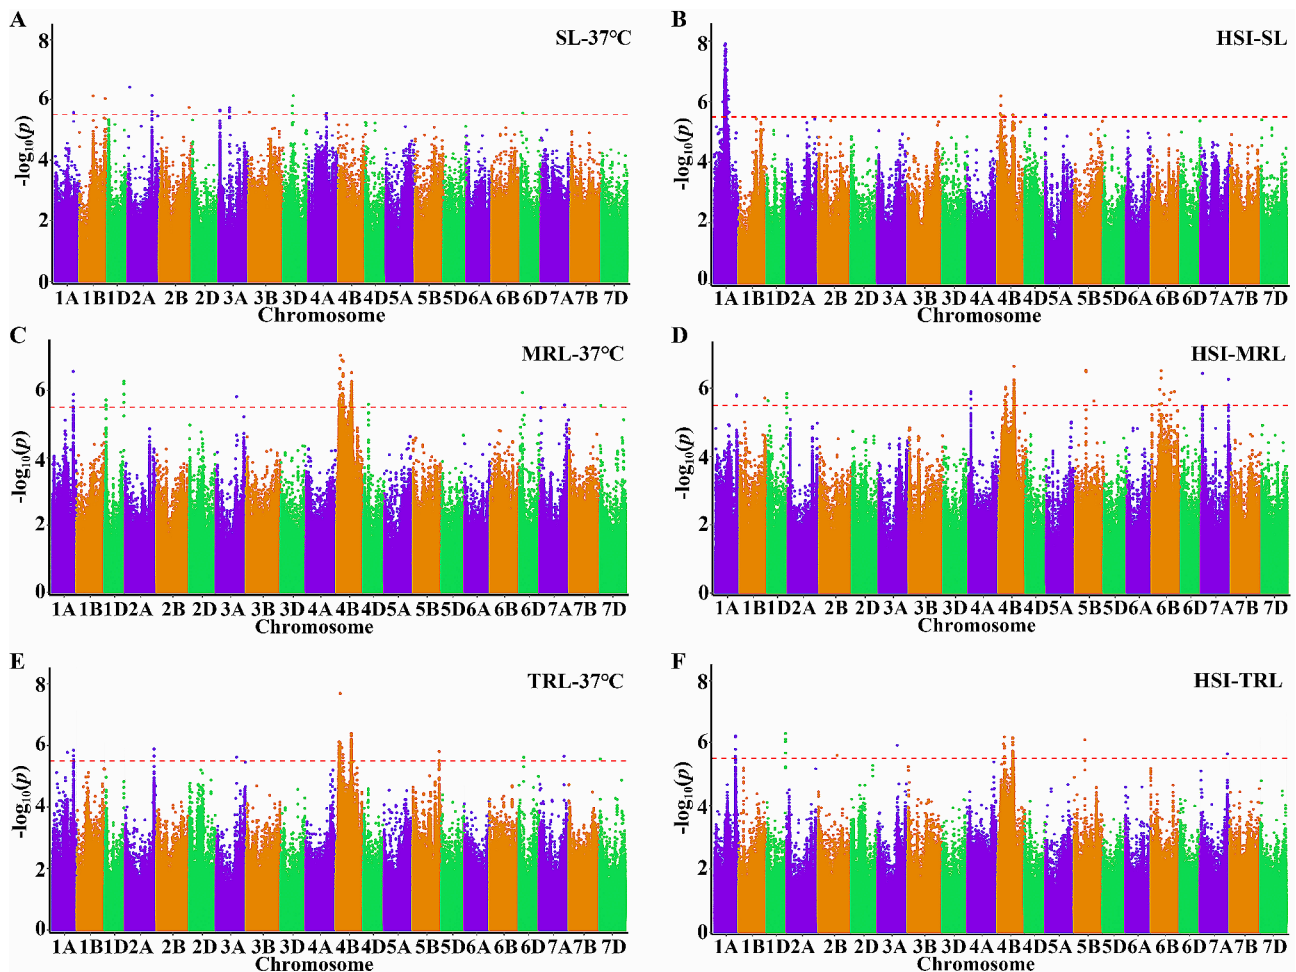 A
SL-37°C
8
6
4
2
0
-log10(p)
1A 1B 1D 2A 2B 2D 3A 3B 3D 4A 4B 4D 5A 5B 5D 6A 6B 6D 7A 7B 7D
Chromosome
B
HSI-SL
8
6
4
2
0
-log10(p)
1A 1B 1D 2A 2B 2D 3A 3B 3D 4A 4B 4D 5A 5B 5D 6A 6B 6D 7A 7B 7D
Chromosome
C
MRL-37°C
6
4
2
0
-log10(p)
1A 1B 1D 2A 2B 2D 3A 3B 3D 4A 4B 4D 5A 5B 5D 6A 6B 6D 7A 7B 7D
Chromosome
D
HSI-MRL
6
4
2
0
-log10(p)
1A 1B 1D 2A 2B 2D 3A 3B 3D 4A 4B 4D 5A 5B 5D 6A 6B 6D 7A 7B 7D
Chromosome
E
TRL-37°C
8
6
4
2
0
-log10(p)
1A 1B 1D 2A 2B 2D 3A 3B 3D 4A 4B 4D 5A 5B 5D 6A 6B 6D 7A 7B 7D
Chromosome
F
HSI-TRL
8
6
4
2
0
-log10(p)
1A 1B 1D 2A 2B 2D 3A 3B 3D 4A 4B 4D 5A 5B 5D 6A 6B 6D 7A 7B 7D
Chromosome